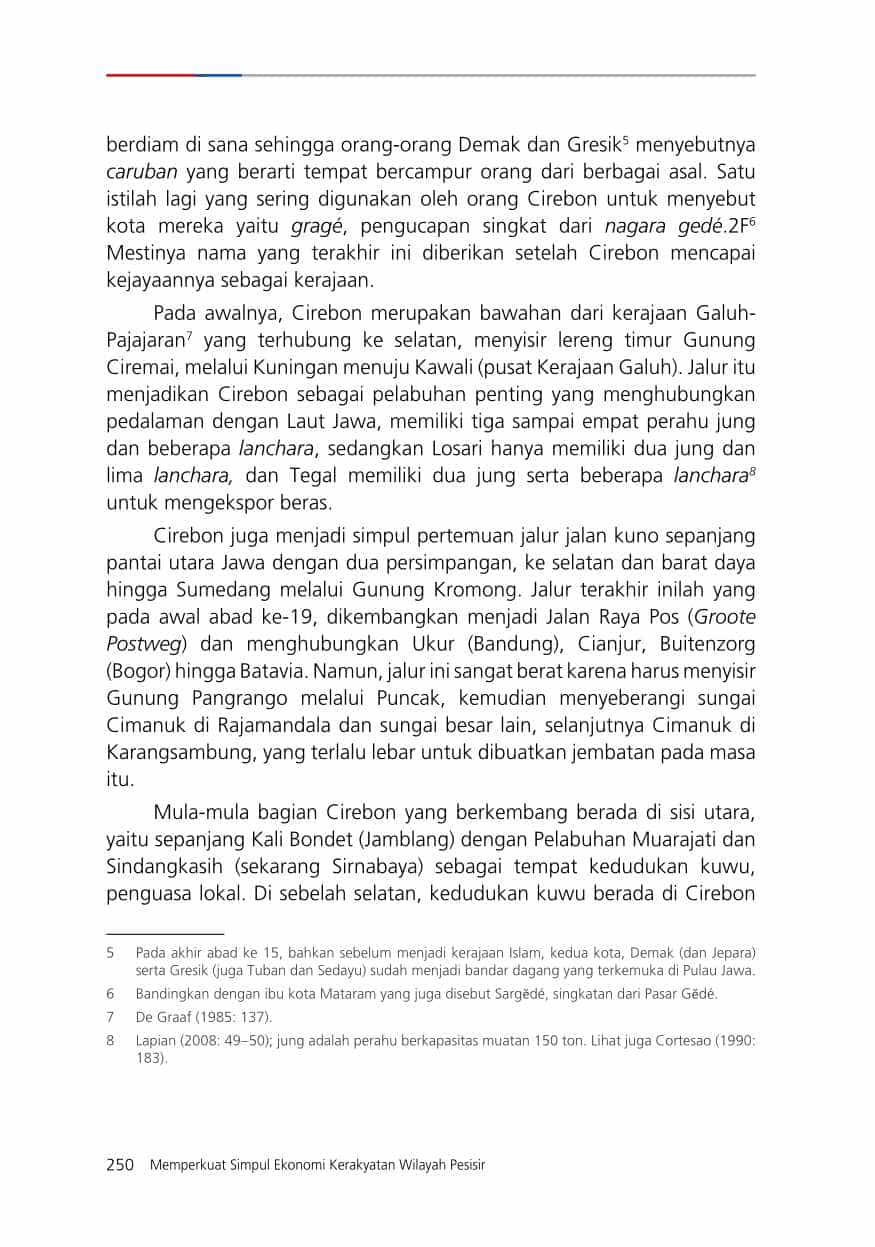 berdiam di sana sehingga orang-orang Demak dan Gresik⁵ menyebutnya
caruban yang berarti tempat bercampur orang dari berbagai asal. Satu
istilah lagi yang sering digunakan oleh orang Cirebon untuk menyebut
kota mereka yaitu gragé, pengucapan singkat dari nagara gedé.2F⁶
Mestinya nama yang terakhir ini diberikan setelah Cirebon mencapai
kejayaannya sebagai kerajaan.
Pada awalnya, Cirebon merupakan bawahan dari kerajaan Galuh-
Pajajaran⁷ yang terhubung ke selatan, menyisir lereng timur Gunung
Ciremai, melalui Kuningan menuju Kawali (pusat Kerajaan Galuh). Jalur itu
menjadikan Cirebon sebagai pelabuhan penting yang menghubungkan
pedalaman dengan Laut Jawa, memiliki tiga sampai empat perahu jung
dan beberapa lanchara, sedangkan Losari hanya memiliki dua jung dan
lima lanchara, dan Tegal memiliki dua jung serta beberapa lanchara⁸
untuk mengekspor beras.
Cirebon juga menjadi simpul pertemuan jalur jalan kuno sepanjang
pantai utara Jawa dengan dua persimpangan, ke selatan dan barat daya
hingga Sumedang melalui Gunung Kromong. Jalur terakhir inilah yang
pada awal abad ke-19, dikembangkan menjadi Jalan Raya Pos (Groote
Postweg) dan menghubungkan Ukur (Bandung), Cianjur, Buitenzorg
(Bogor) hingga Batavia. Namun, jalur ini sangat berat karena harus menyisir
Gunung Pangrango melalui Puncak, kemudian menyeberangi sungai
Cimanuk di Rajamandala dan sungai besar lain, selanjutnya Cimanuk di
Karangsambung, yang terlalu lebar untuk dibuatkan jembatan pada masa
itu.
Mula-mula bagian Cirebon yang berkembang berada di sisi utara,
yaitu sepanjang Kali Bondet (Jamblang) dengan Pelabuhan Muarajati dan
Sindangkasih (sekarang Sirnabaya) sebagai tempat kedudukan kuwu,
penguasa lokal. Di sebelah selatan, kedudukan kuwu berada di Cirebon
5 Pada akhir abad ke 15, bahkan sebelum menjadi kerajaan Islam, kedua kota, Demak (dan Jepara)
serta Gresik (juga Tuban dan Sedayu) sudah menjadi bandar dagang yang terkemuka di Pulau Jawa.
6 Bandingkan dengan ibu kota Mataram yang juga disebut Sargĕdé, singkatan dari Pasar Gĕdé.
7 De Graaf (1985: 137).
8 Lapian (2008: 49–50); jung adalah perahu berkapasitas muatan 150 ton. Lihat juga Cortesao (1990:
183).
250 Memperkuat Simpul Ekonomi Kerakyatan Wilayah Pesisir